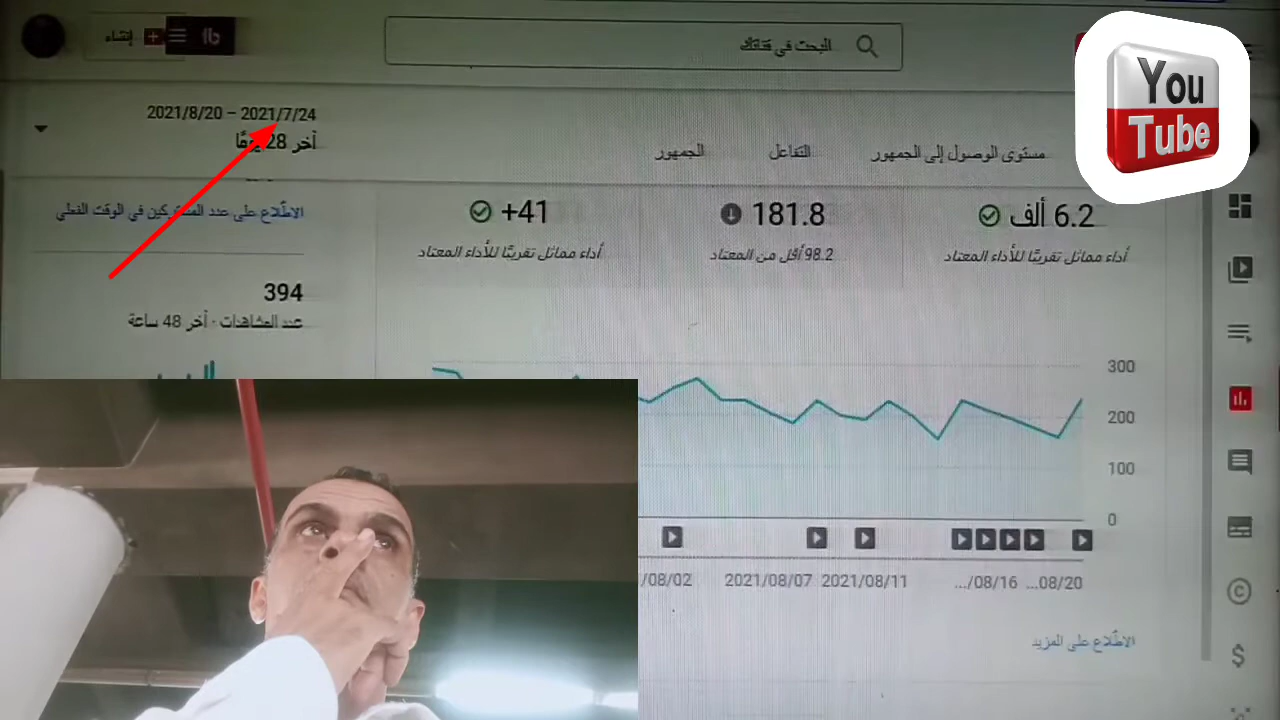 البحث في قناتك
إنشاء
You
Tube
2021/8/20 – 2021/7/24
آخر 28 يومًا
مستوى الوصول إلى الجمهور
التفاعل
الجمهور
الاطّلاع على عدد المشتركين في الوقت الفعلي
6.2 ألف
181.8
+41
أداء مماثل تقريبًا للأداء المعتاد
98.2 أقل من المعتاد
أداء مماثل تقريبًا للأداء المعتاد
394
عدد المشاهدات · آخر 48 ساعة
300
200
100
0
/08/02
2021/08/07
2021/08/11
.../08/16
...08/20
الاطّلاع على المزيد